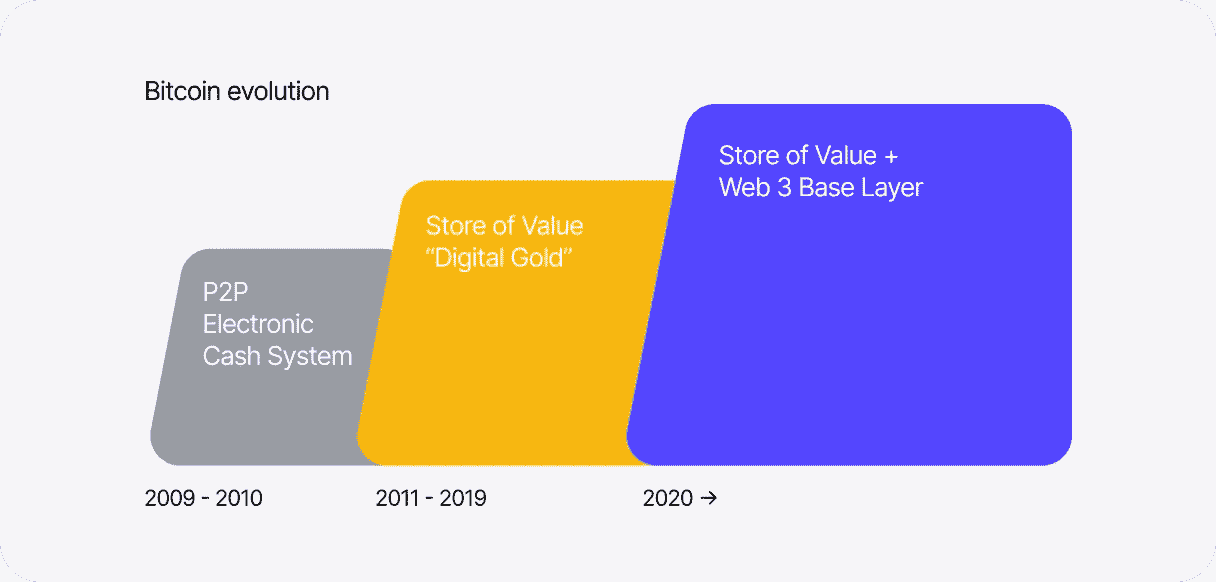 Bitcoin evolution
P2P
Electronic
Cash System
Store of Value
“Digital Gold”
Store of Value +
Web 3 Base Layer
2009 - 2010
2011 - 2019
2020 →